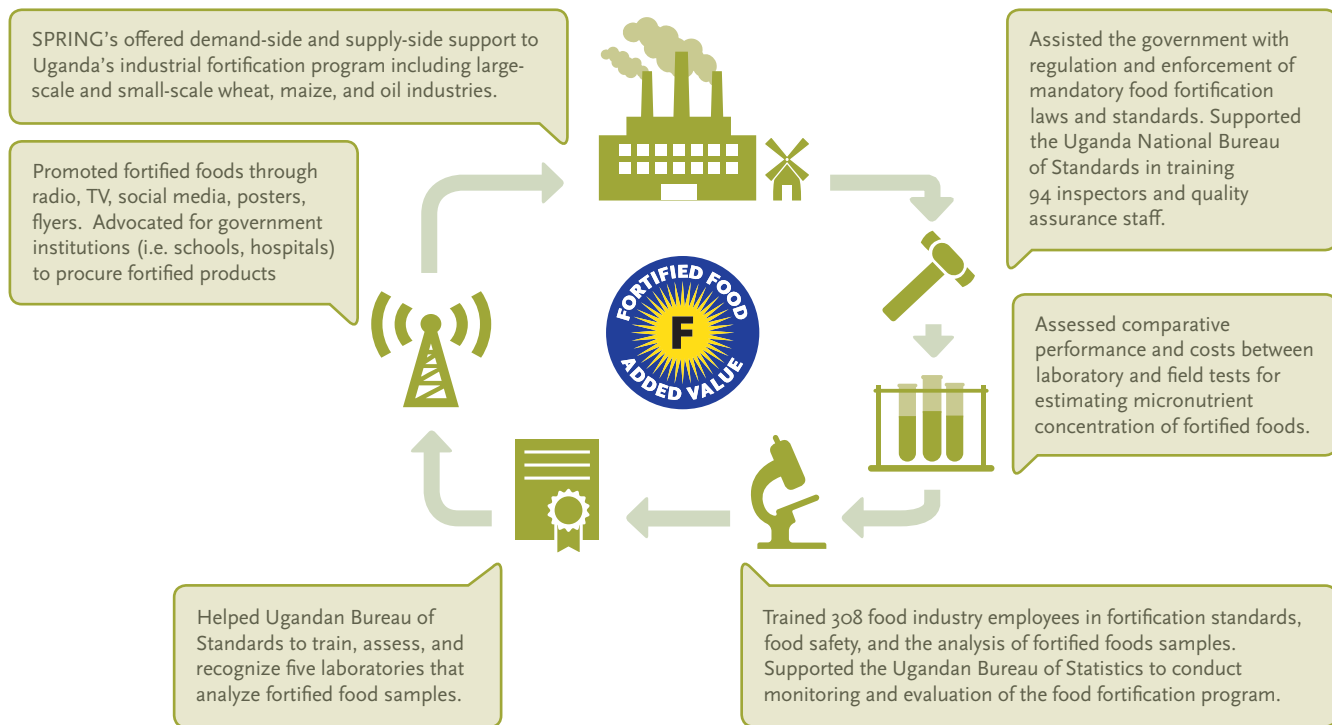 SPRING's offered demand-side and supply-side support to
Uganda's industrial fortification program including large-
scale and small-scale wheat, maize, and oil industries.
Assisted the government with
regulation and enforcement of
mandatory food fortification
laws and standards. Supported
the Uganda National Bureau
of Standards in training
94 inspectors and quality
assurance staff.
Promoted fortified foods through
radio, TV, social media, posters,
flyers.  Advocated for government
institutions (i.e. schools, hospitals)
to procure fortified products
FORTIFIED FOOD
F
ADDED VALUE
Assessed comparative
performance and costs between
laboratory and field tests for
estimating micronutrient
concentration of fortified foods.
Helped Ugandan Bureau of
Standards to train, assess, and
recognize five laboratories that
analyze fortified food samples.
Trained 308 food industry employees in fortification standards,
food safety, and the analysis of fortified foods samples.
Supported the Ugandan Bureau of Statistics to conduct
monitoring and evaluation of the food fortification program.